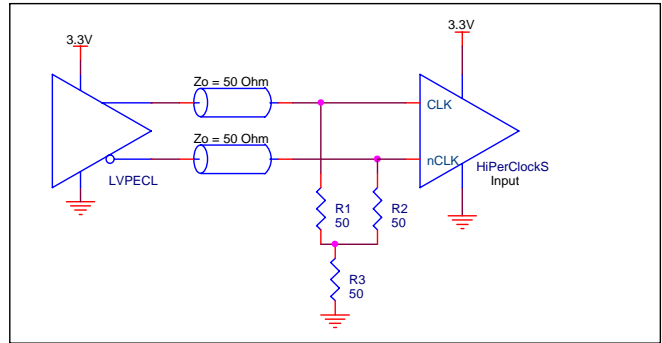 3.3V
3.3V
Zo = 50 Ohm
CLK
Zo = 50 Ohm
nCLK
LVPECL
HiPerClockS
Input
R1
50
R2
50
R3
50